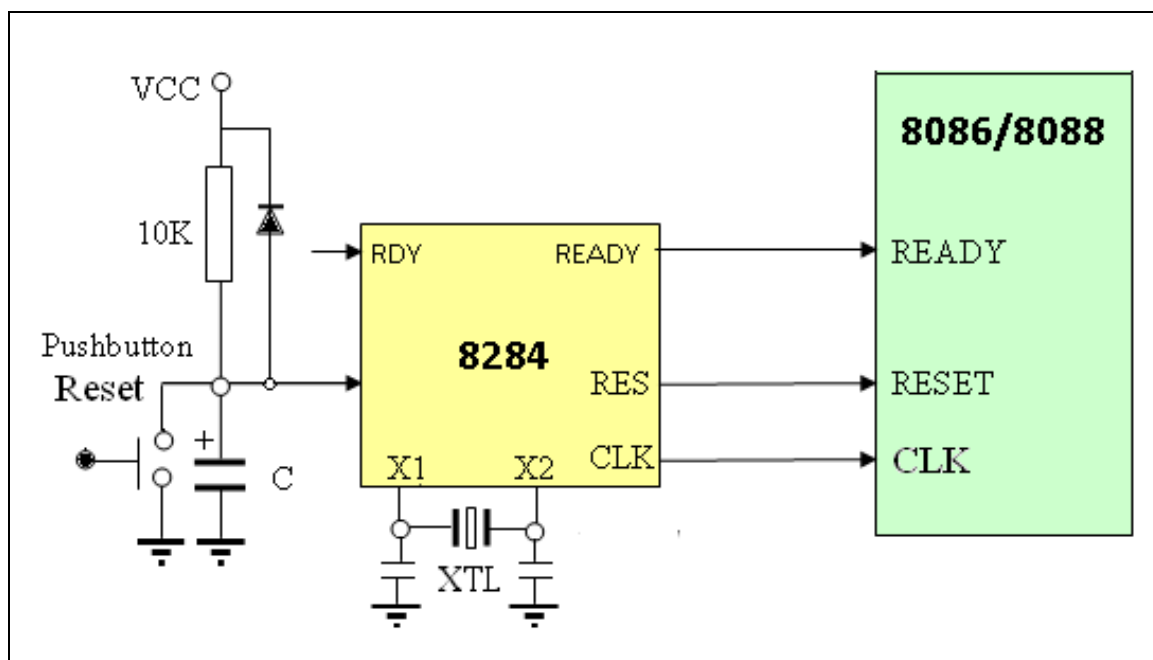 VCC
10K
Pushbutton
Reset
+
C
RDY
READY
8284
RES
CLK
X1
X2
XTL
8086/8088
READY
RESET
CLK